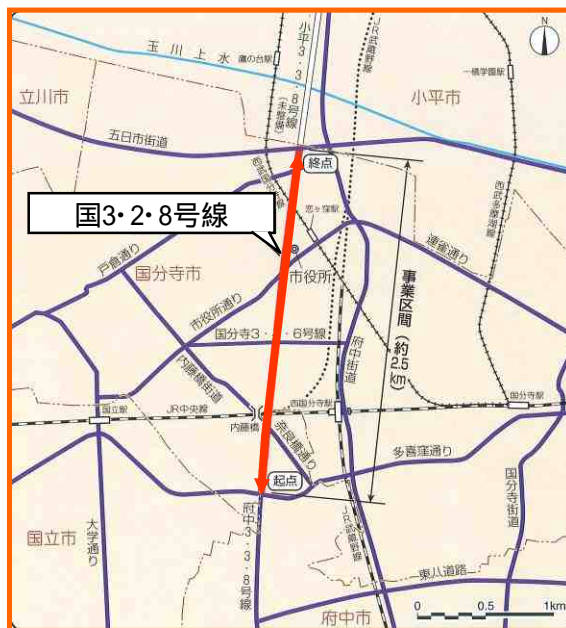 N
玉川上水
鷹の台駅
小平3・3・8号線
(未整備)
JR武蔵野線
一橋学園駅
立川市
小平市
五日市街道
終点
西武国分寺線
西武多摩湖線
国3・2・8号線
恋ヶ窪駅
連雀通り
戸倉通り
国分寺市
市役所
市役所通り
事業区間(約2.5km)
国分寺3・4・6号線
府中街道
内藤橋街道
国立駅
JR中央線
西国分寺駅
国分寺駅
内藤橋
奈良橋通り
多喜窪通り
起点
国分寺街道
国立市
大学通り
府中3・3・8号線
JR武蔵野線
東八道路
府中市
0 0.5 1km